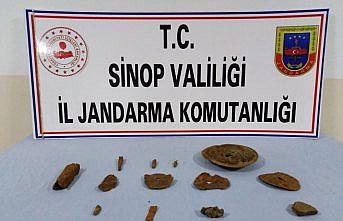 T.C.
SİNOP VALİLİĞİ
İL JANDARMA KOMUTANLIĞI